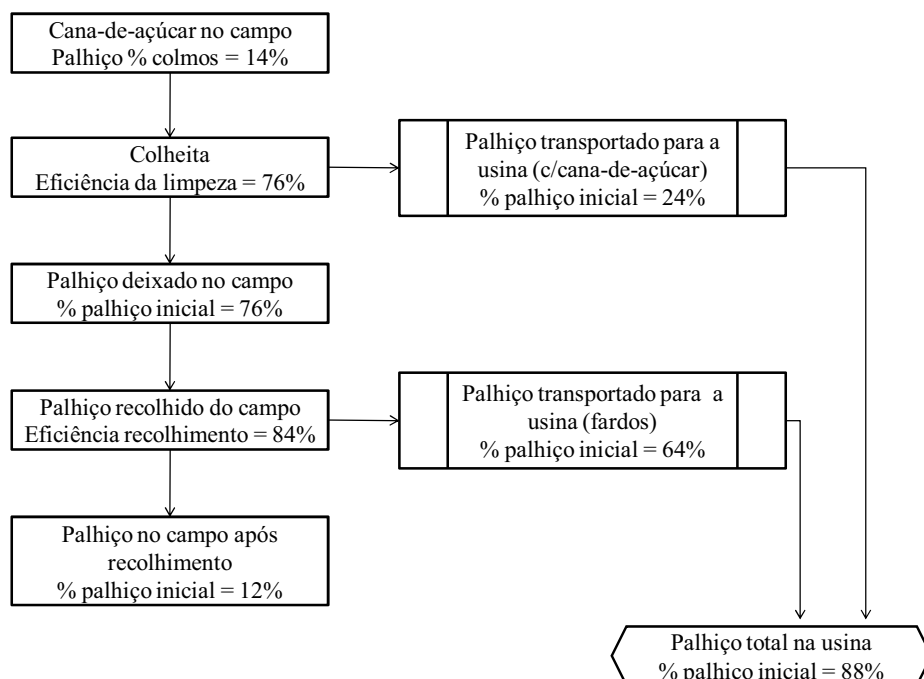 Cana-de-açúcar no campo
Palhiço % colmos = 14%
Colheita
Eficiência da limpeza = 76%
Palhiço transportado para a
usina (c/cana-de-açúcar)
% palhiço inicial = 24%
Palhiço deixado no campo
% palhiço inicial = 76%
Palhiço recolhido do campo
Eficiência recolhimento = 84%
Palhiço transportado para a
usina (fardos)
% palhiço inicial = 64%
Palhiço no campo após
recolhimento
% palhiço inicial = 12%
Palhiço total na usina
% palhiço inicial = 88%